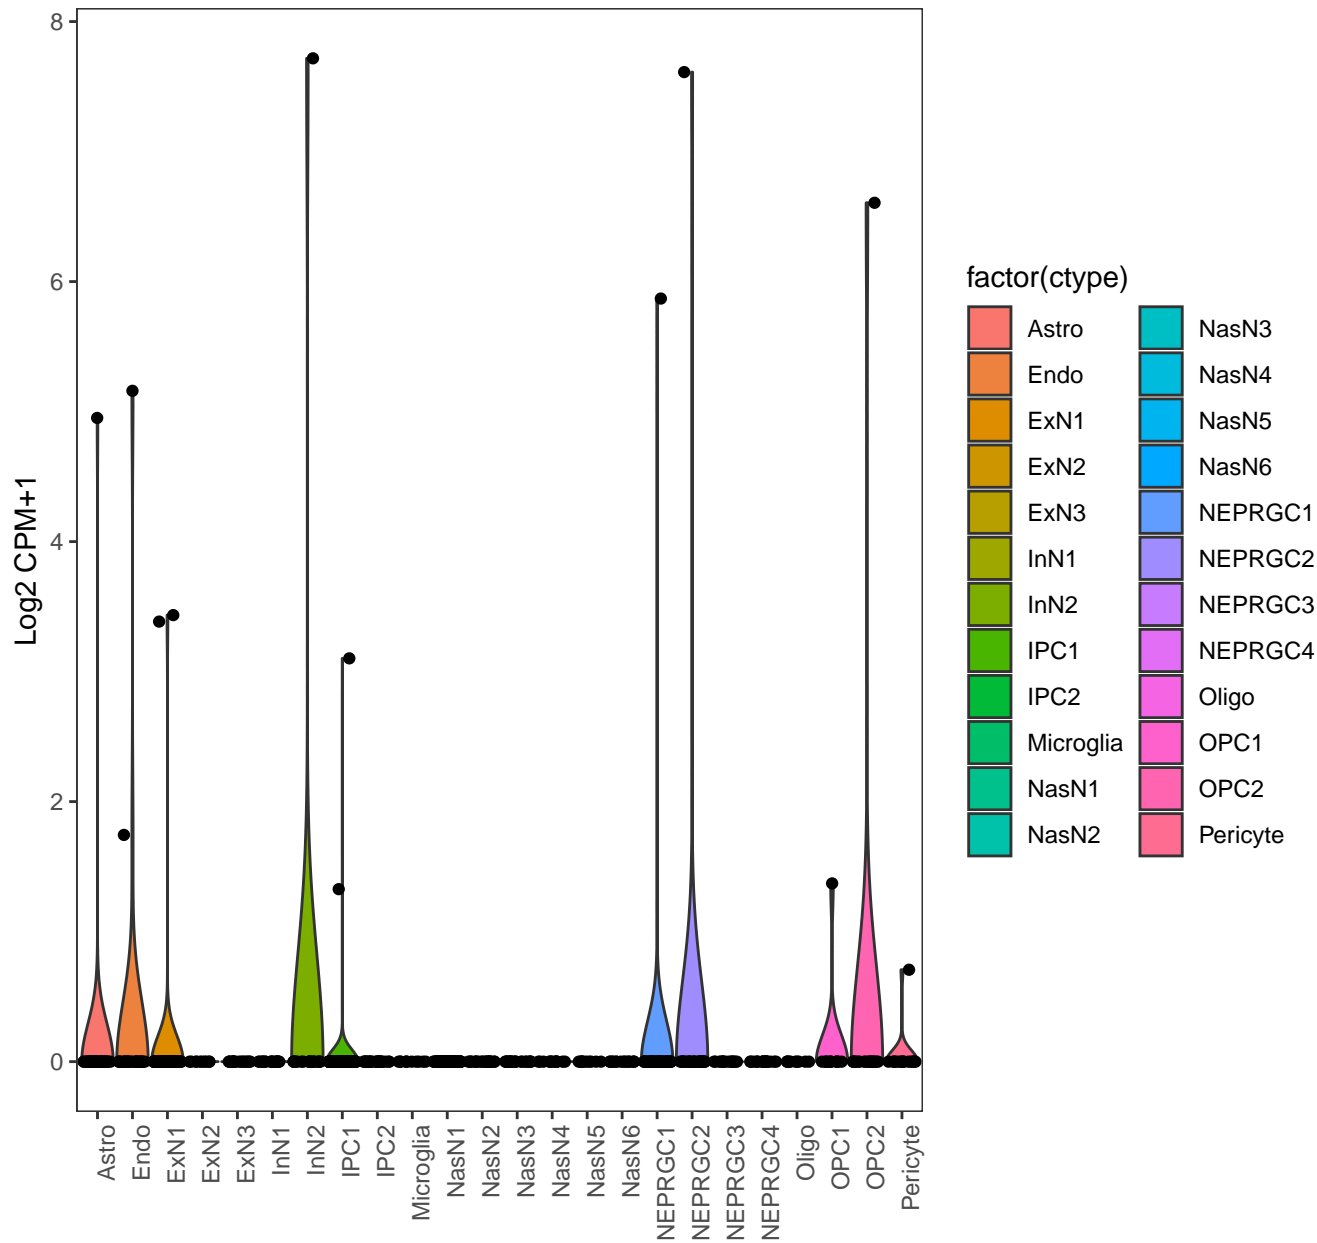 8
6
4
2
0
Log2 CPM+1
Astro
Endo
ExN1
ExN2
ExN3
InN1
InN2
IPC1
IPC2
Microglia
NasN1
NasN2
NasN3
NasN4
NasN5
NasN6
NEPRGC1
NEPRGC2
NEPRGC3
NEPRGC4
Oligo
OPC1
OPC2
Pericyte
factor(ctype)
Astro
Endo
ExN1
ExN2
ExN3
InN1
InN2
IPC1
IPC2
Microglia
NasN1
NasN2
NasN3
NasN4
NasN5
NasN6
NEPRGC1
NEPRGC2
NEPRGC3
NEPRGC4
Oligo
OPC1
OPC2
Pericyte